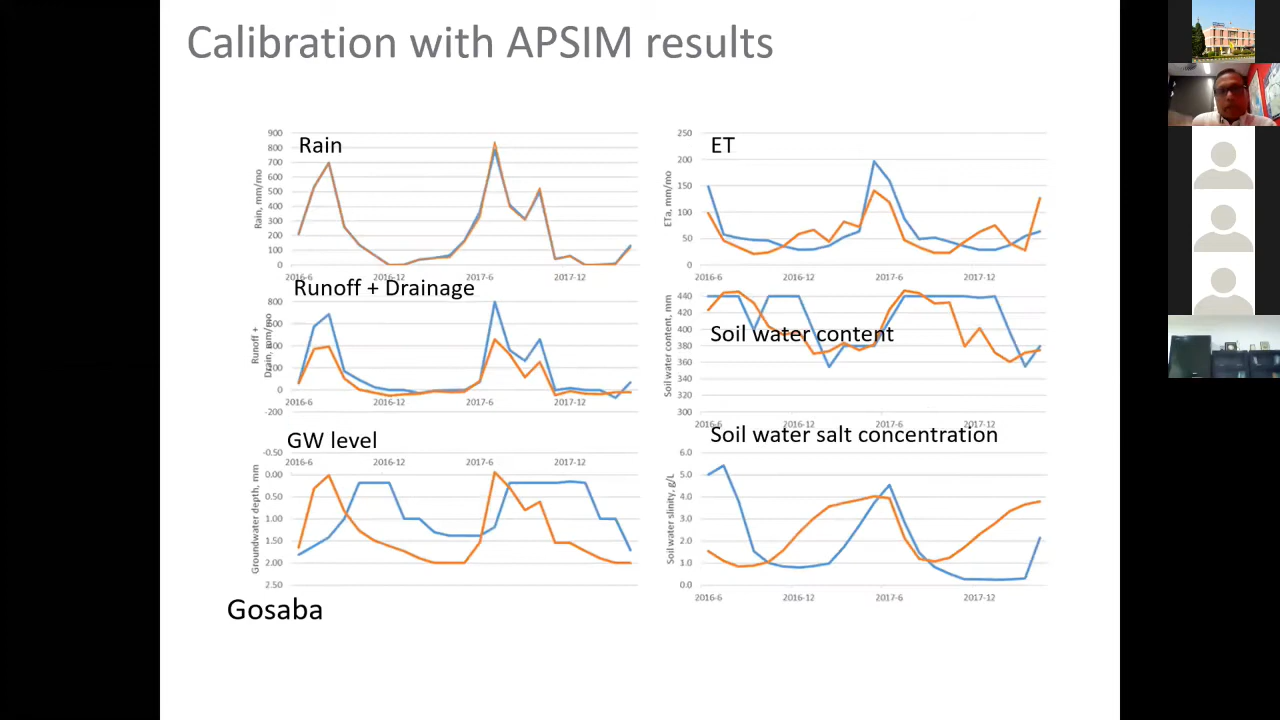 Calibration with APSIM results
Rain
900
800
700
600
500
400
300
200
100
0
Rain, mm/mo
2016-6 2016-12 2017-6 2017-12
ET
250
200
150
100
50
0
ETa, mm/mo
2016-6 2016-12 2017-6 2017-12
Runoff + Drainage
800
600
400
200
0
-200
Runoff +
Drain, mm/mo
2016-6 2016-12 2017-6 2017-12
Soil water content
440
420
400
380
360
340
320
300
Soil water content, mm
2016-6 2016-12 2017-6 2017-12
GW level
-0.50
0.00
0.50
1.00
1.50
2.00
2.50
Groundwater depth, mm
2016-6 2016-12 2017-6 2017-12
Soil water salt concentration
6.0
5.0
4.0
3.0
2.0
1.0
0.0
Soil water slinity, g/L
2016-6 2016-12 2017-6 2017-12
Gosaba